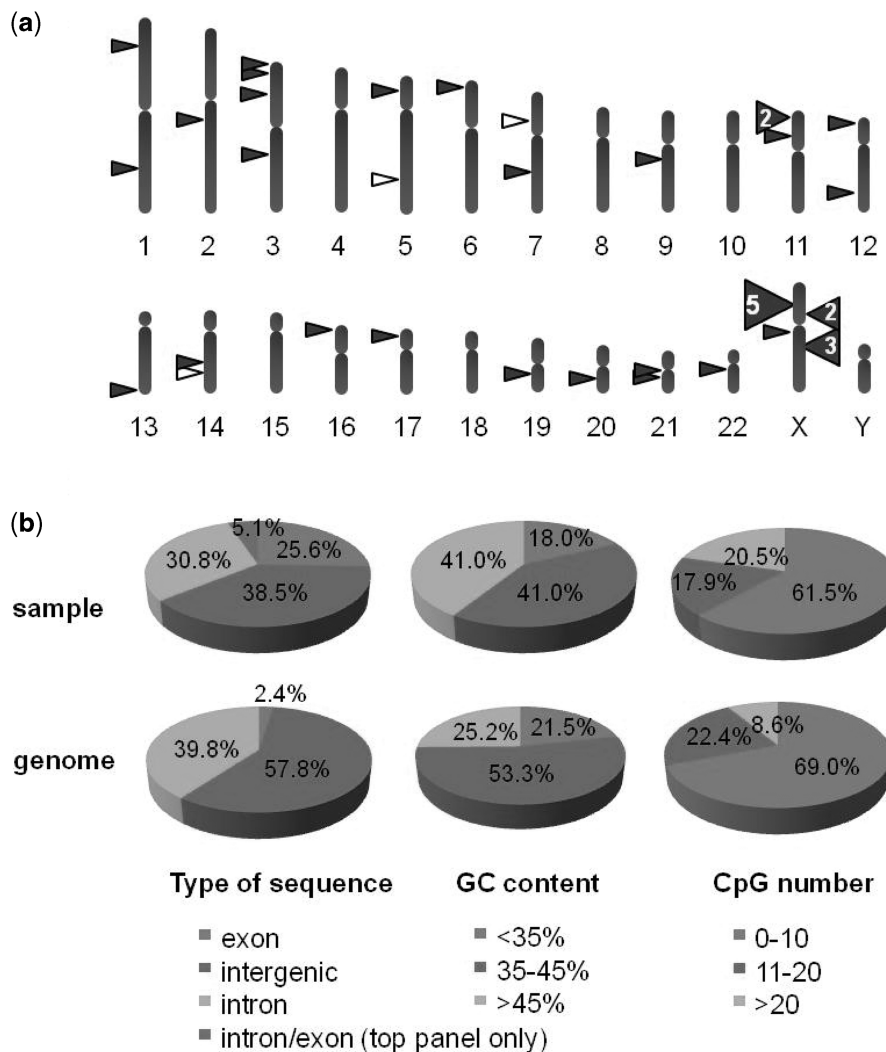 (a)
2
1 2 3 4 5 6 7 8 9 10 11 12
5 2
3
13 14 15 16 17 18 19 20 21 22 X Y
(b)
sample
5.1% 25.6% 30.8% 38.5%
18.0% 41.0% 41.0%
20.5% 17.9% 61.5%
genome
2.4% 39.8% 57.8%
25.2% 21.5% 53.3%
8.6% 22.4% 69.0%
Type of sequence GC content CpG number
exon <35% 0-10
intergenic 35-45% 11-20
intron >45% >20
intron/exon (top panel only)